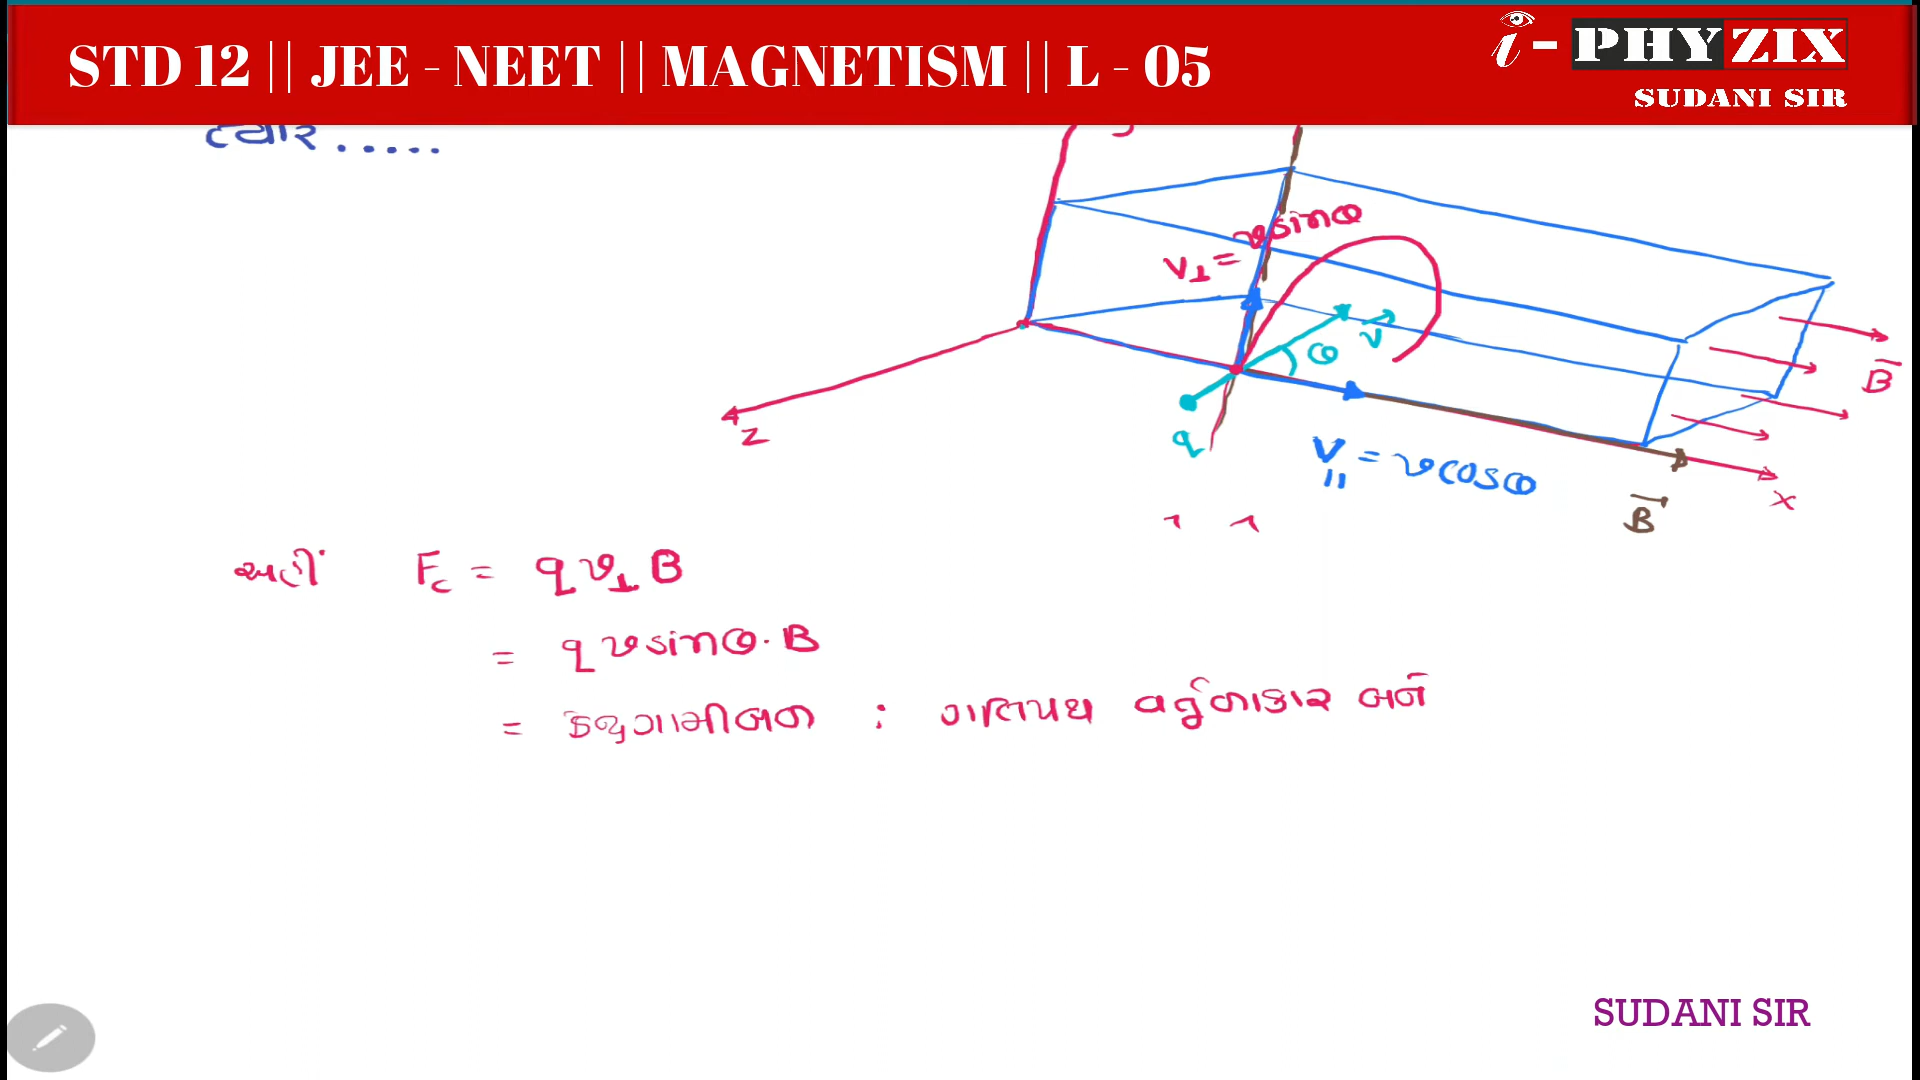 STD 12 || JEE - NEET || MAGNETISM || L - 05
i-PHYZIX
SUDANI SIR
ત્યારે .....
V⊥ = vsinθ
v⃗
θ
q
B⃗
z
V|| = vcosθ
x
B⃗
અહીં Fc = qv⊥B
= qvsinθ·B
= કેન્દ્રગામીબળ : ગતિપથ વર્તુળાકાર બને
SUDANI SIR